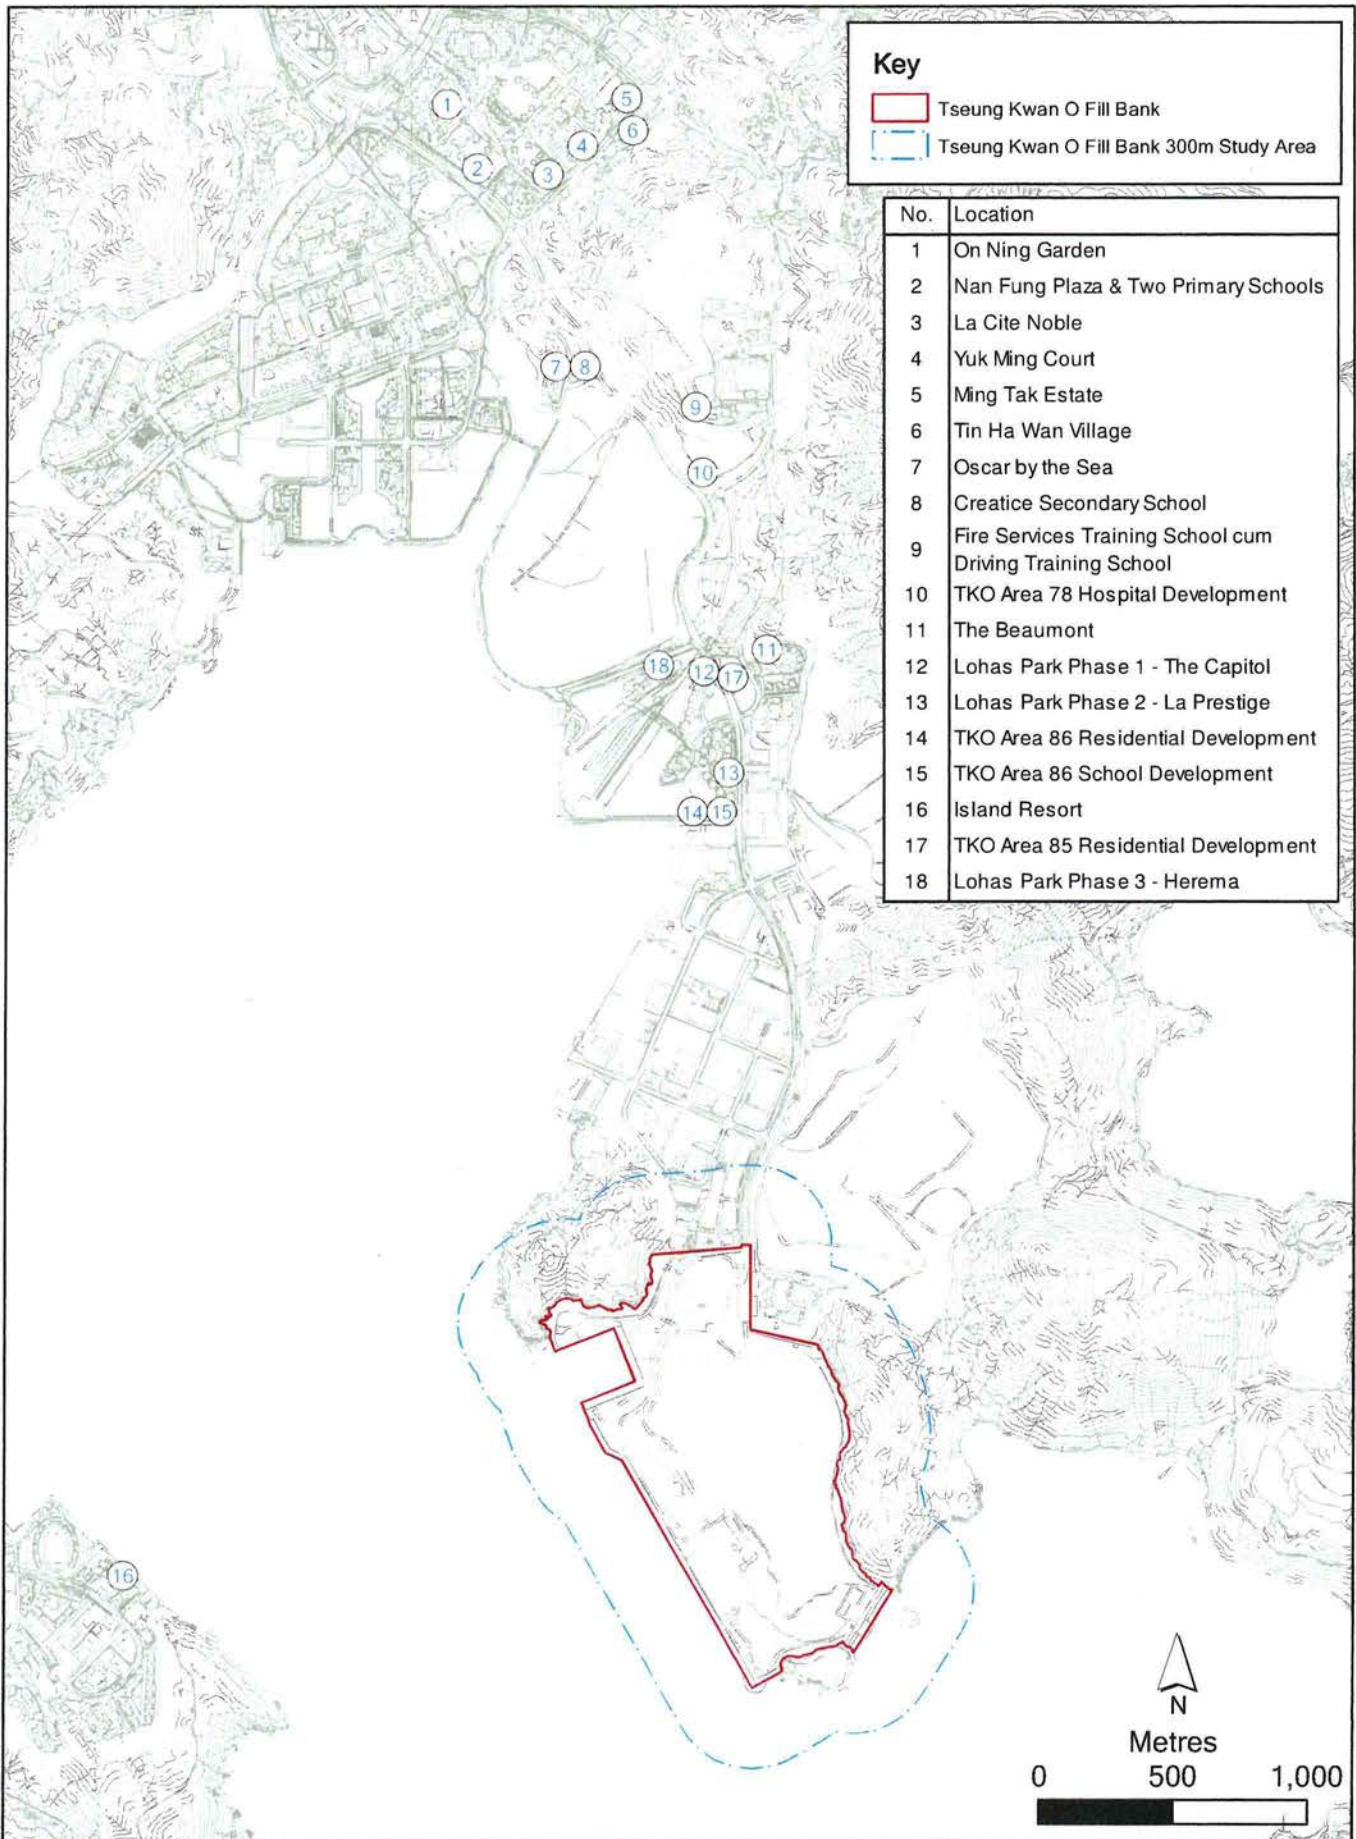 Key
Tseung Kwan O Fill Bank
Tseung Kwan O Fill Bank 300m Study Area
No. Location
1 On Ning Garden
2 Nan Fung Plaza & Two Primary Schools
3 La Cite Noble
4 Yuk Ming Court
5 Ming Tak Estate
6 Tin Ha Wan Village
7 Oscar by the Sea
8 Creatice Secondary School
9 Fire Services Training School cum
Driving Training School
10 TKO Area 78 Hospital Development
11 The Beaumont
12 Lohas Park Phase 1 - The Capitol
13 Lohas Park Phase 2 - La Prestige
14 TKO Area 86 Residential Development
15 TKO Area 86 School Development
16 Island Resort
17 TKO Area 85 Residential Development
18 Lohas Park Phase 3 - Herema
1
5
6
4
2
3
7 8
9
10
11
18 12 17
13
14 15
16
N
Metres
0 500 1,000